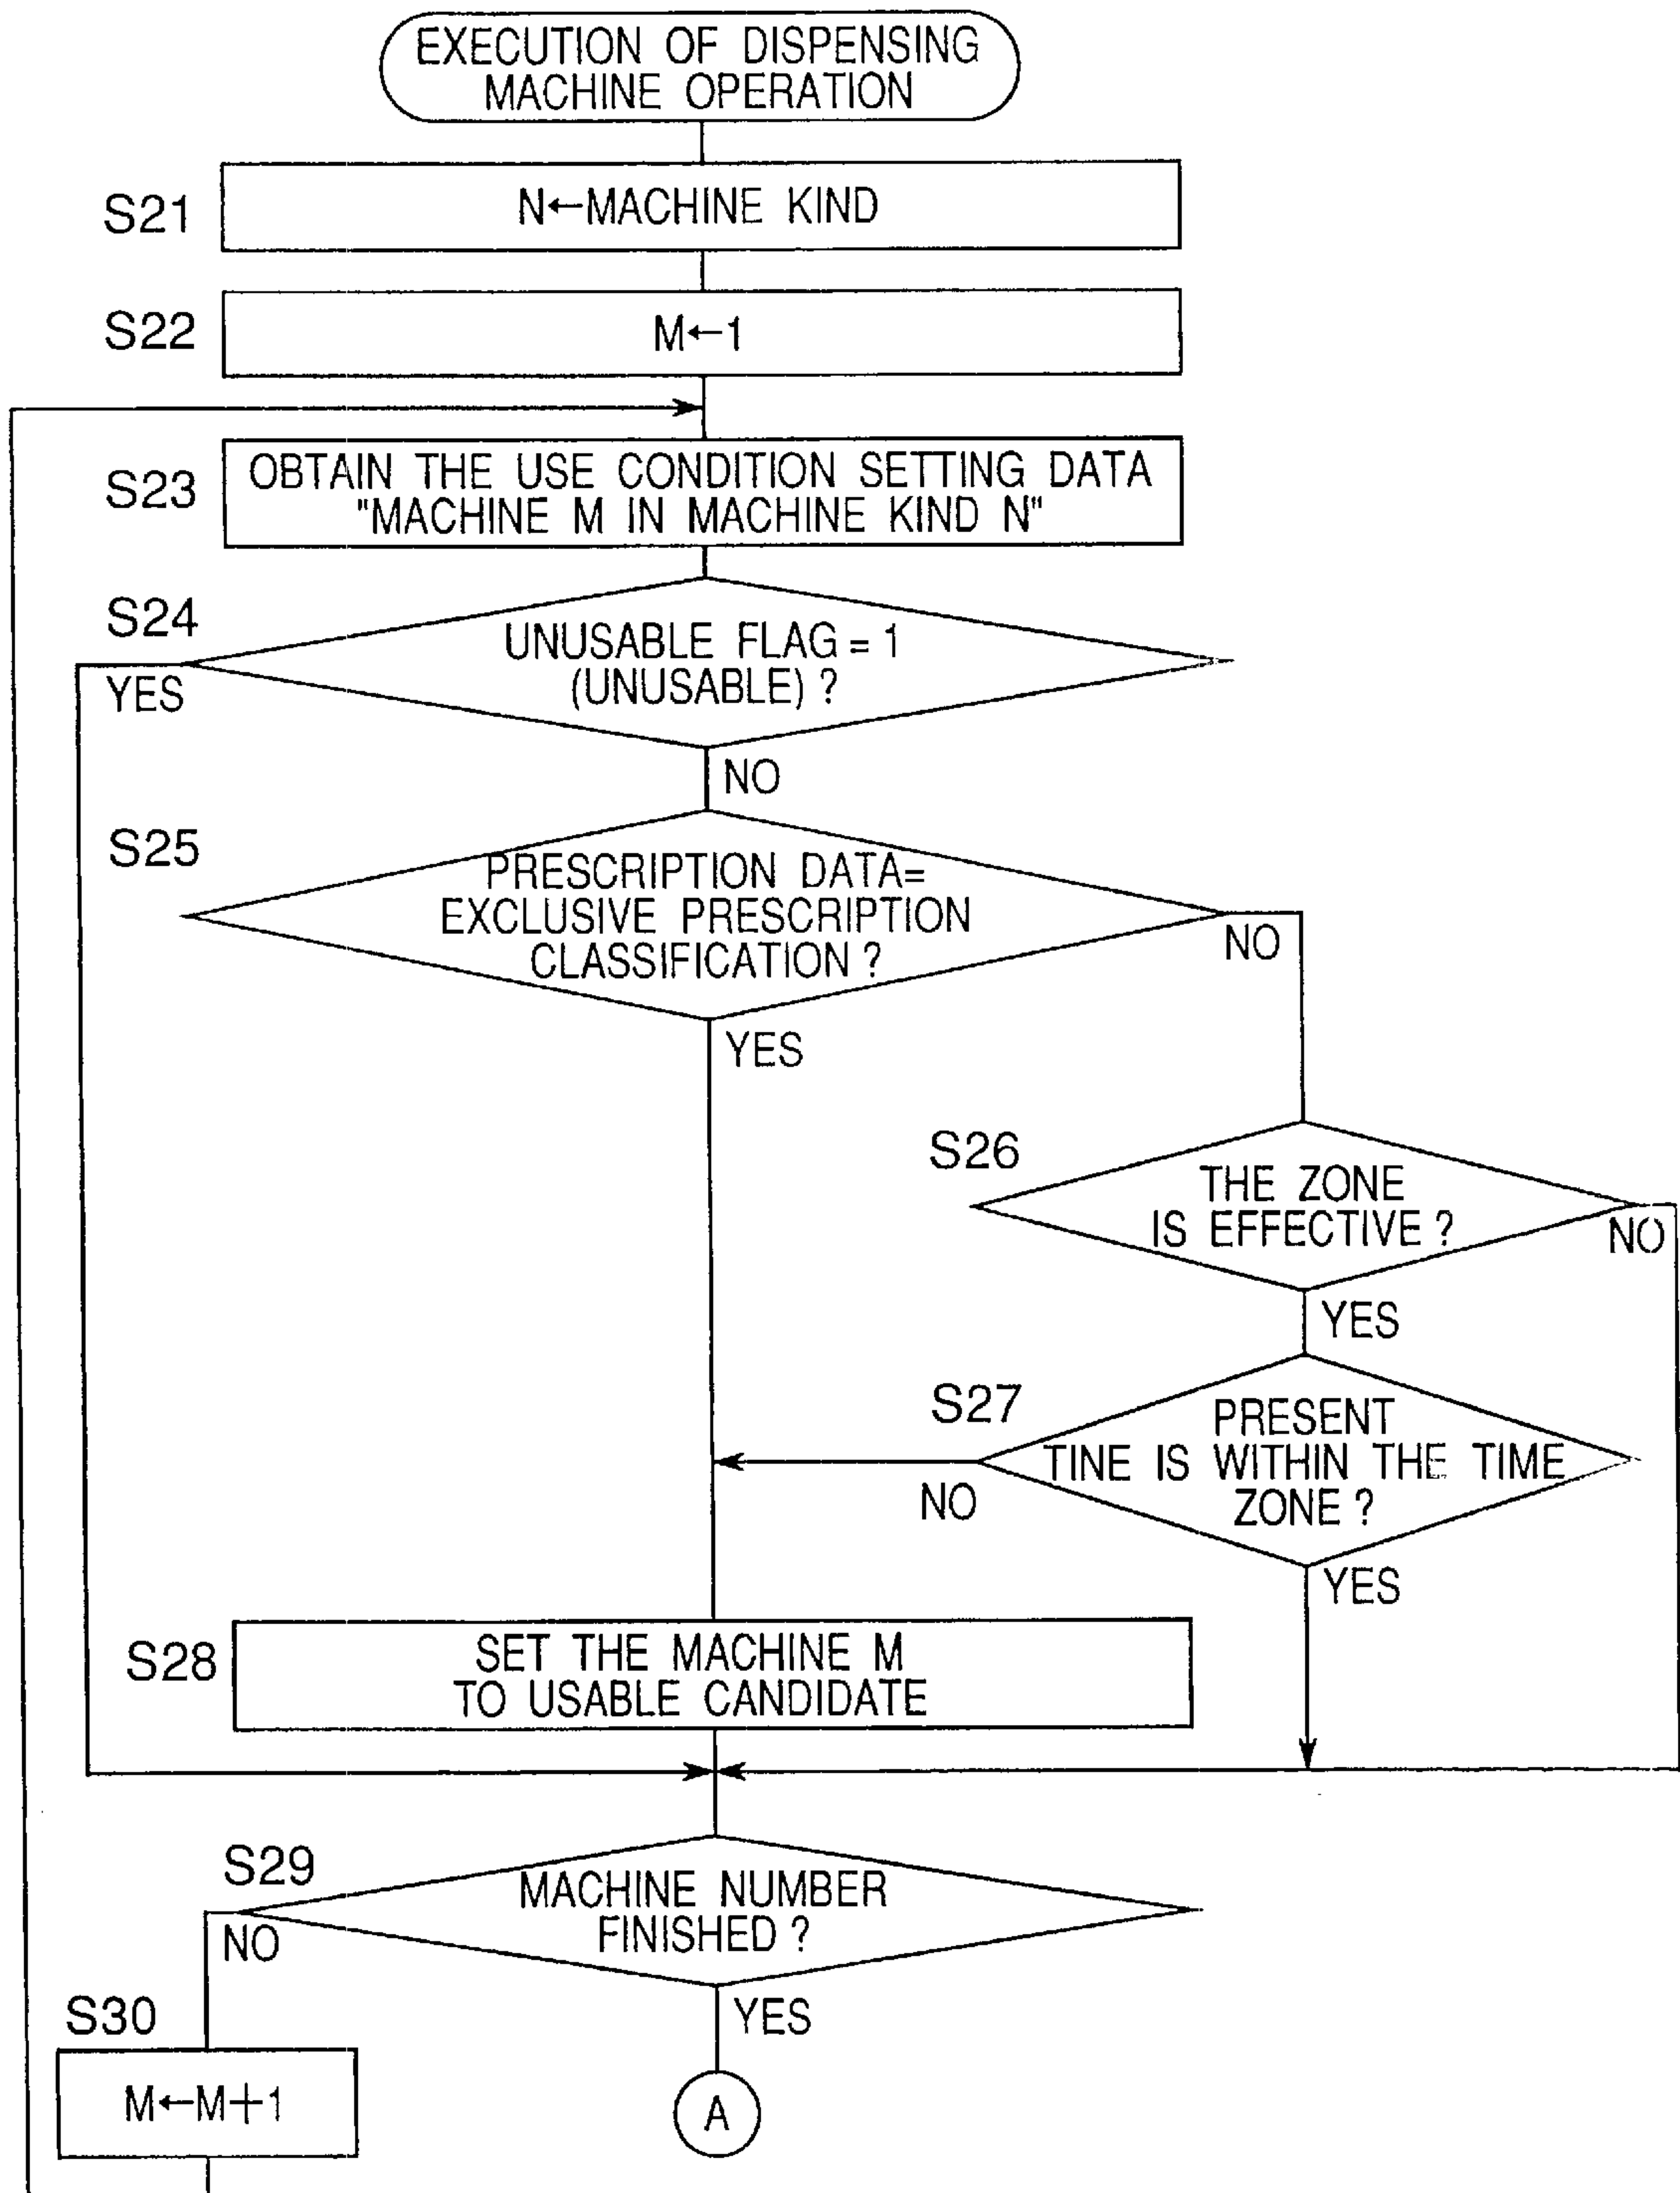 EXECUTION OF DISPENSING
MACHINE OPERATION
S21
N←MACHINE KIND
S22
M←1
S23
OBTAIN THE USE CONDITION SETTING DATA
"MACHINE M IN MACHINE KIND N"
S24
UNUSABLE FLAG = 1
(UNUSABLE) ?
YES
NO
S25
PRESCRIPTION DATA=
EXCLUSIVE PRESCRIPTION
CLASSIFICATION ?
NO
YES
S26
THE ZONE
IS EFFECTIVE ?
NO
YES
S27
PRESENT
TINE IS WITHIN THE TIME
ZONE ?
NO
YES
S28
SET THE MACHINE M
TO USABLE CANDIDATE
S29
MACHINE NUMBER
FINISHED ?
NO
YES
S30
M←M+1
A